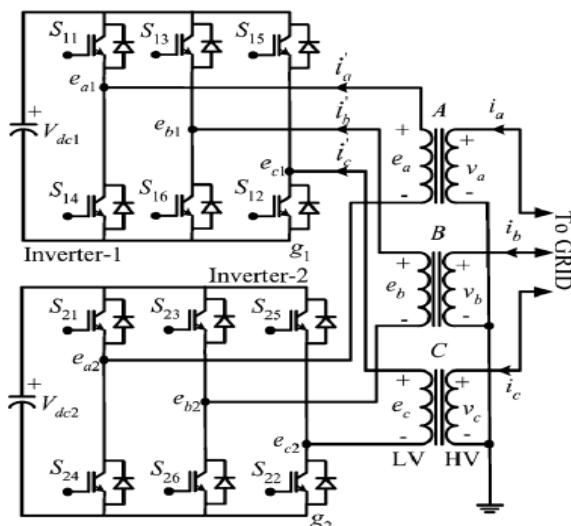 S11 S13 S15
i'a A ia
ea1
+ Vdc1
eb1 i'b
+ ea - + va -
ec1 i'c
S14 S16 S12
B ib
To GRID
Inverter-1 g1
Inverter-2
+ eb - + vb -
S21 S23 S25
ea2 C
+ Vdc2
eb2 + ec - + vc - ic
ec2 LV HV
S24 S26 S22